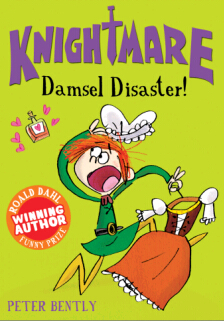 KNIGHTMARE
Damsel Disaster!
ROALD DAHL
WINNING
AUTHOR
FUNNY PRIZE
PETER BENTLY